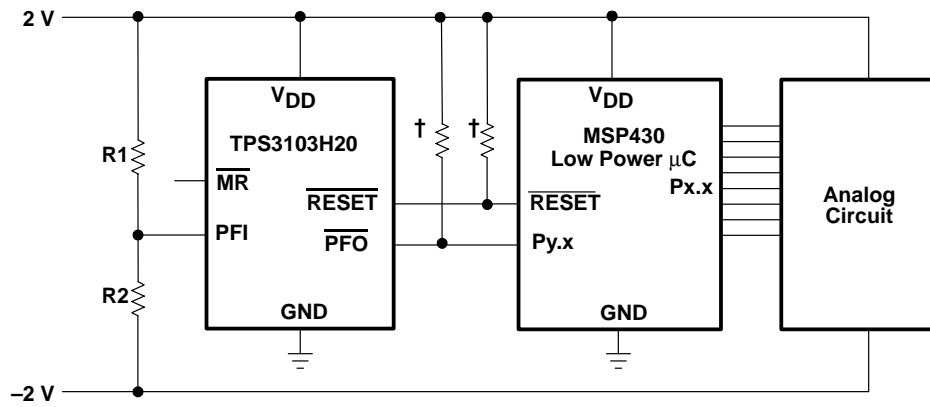 2 V
VDD
TPS3103H20
R1
MR
RESET
PFO
PFI
R2
GND
†
†
VDD
MSP430
Low Power μC
Px.x
RESET
Py.x
GND
Analog
Circuit
–2 V